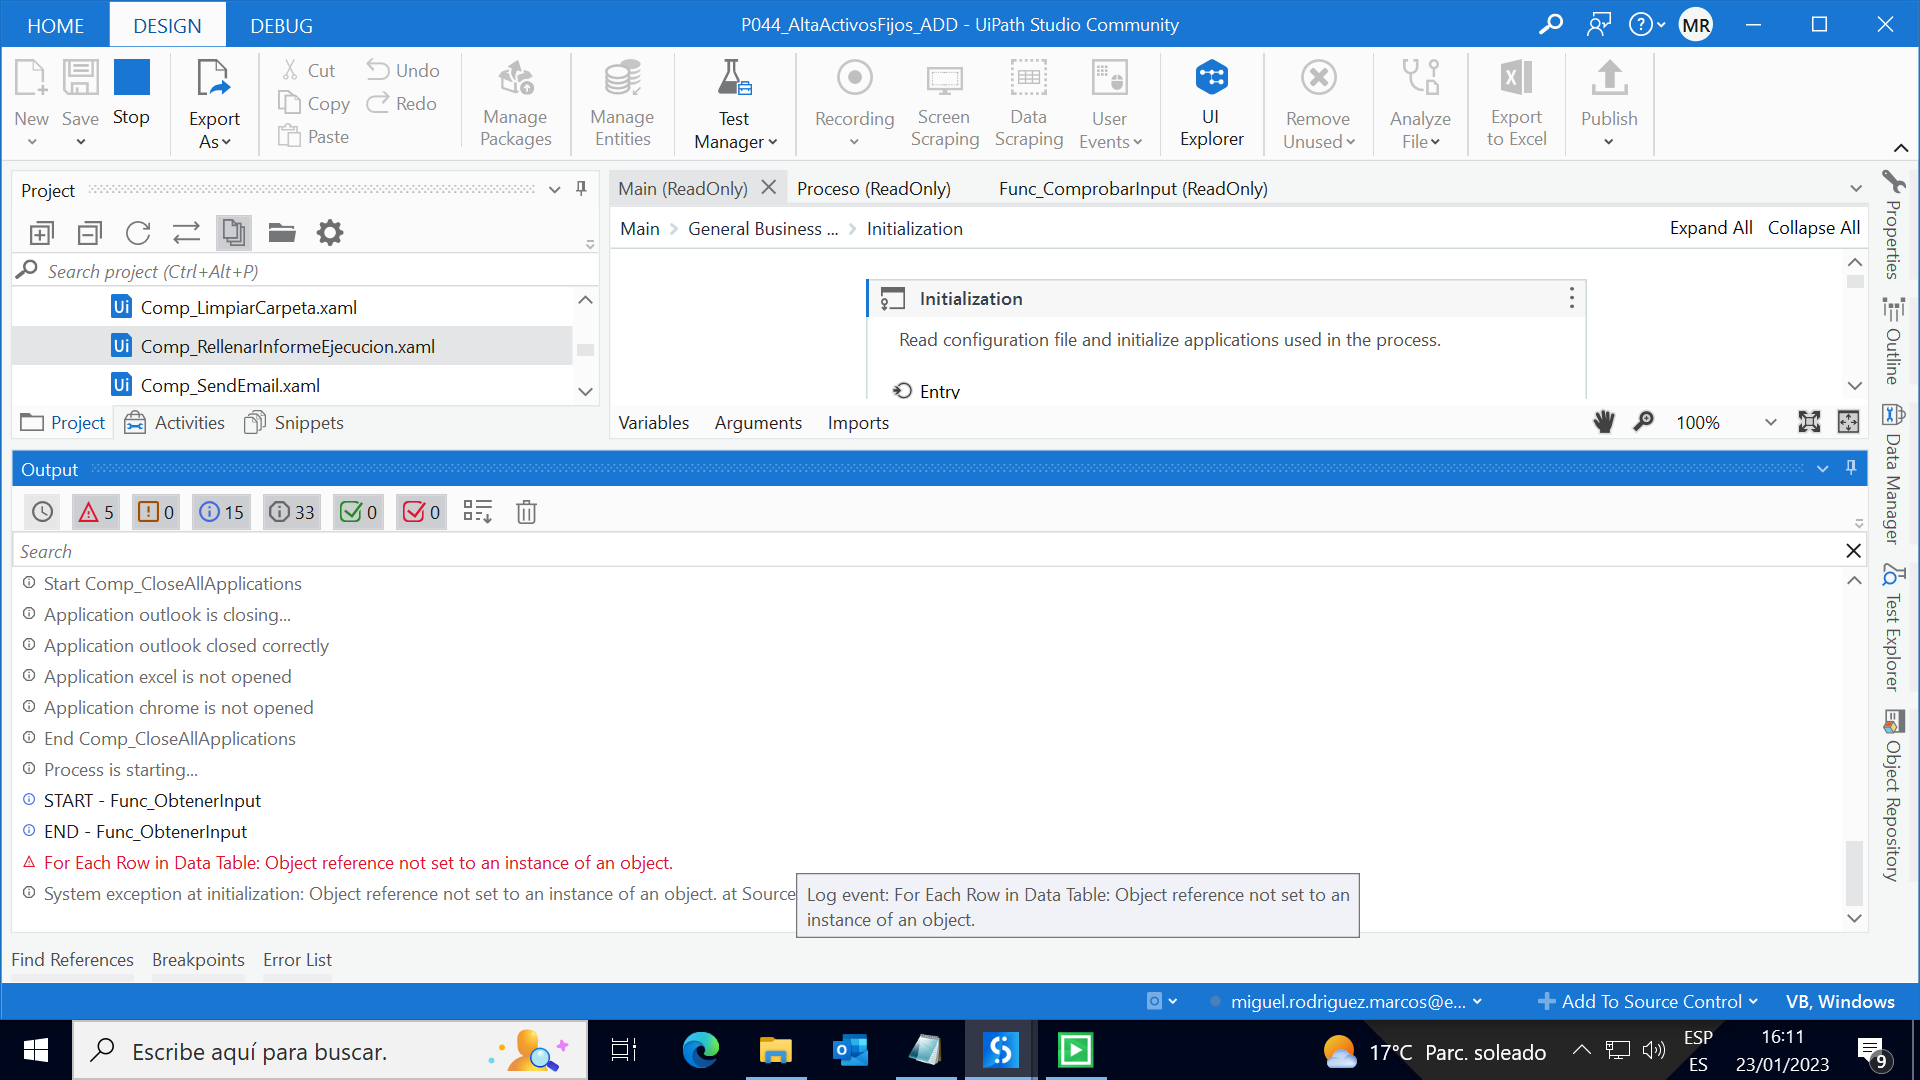 HOME
DESIGN
DEBUG
P044_AltaActivosFijos_ADD - UiPath Studio Community
MR
New
Save
Stop
Export As
Cut
Copy
Paste
Undo
Redo
Manage Packages
Manage Entities
Test Manager
Recording
Screen Scraping
Data Scraping
User Events
UI Explorer
Remove Unused
Analyze File
Export to Excel
Publish
Project
Search project (Ctrl+Alt+P)
Comp_LimpiarCarpeta.xaml
Comp_RellenarInformeEjecucion.xaml
Comp_SendEmail.xaml
Project
Activities
Snippets
Main (ReadOnly)
Proceso (ReadOnly)
Func_ComprobarInput (ReadOnly)
Main > General Business ... > Initialization
Expand All
Collapse All
Initialization
Read configuration file and initialize applications used in the process.
Entry
Variables
Arguments
Imports
100%
Properties
Outline
Data Manager
Test Explorer
Object Repository
Output
5
0
15
33
0
0
Search
Start Comp_CloseAllApplications
Application outlook is closing...
Application outlook closed correctly
Application excel is not opened
Application chrome is not opened
End Comp_CloseAllApplications
Process is starting...
START - Func_ObtenerInput
END - Func_ObtenerInput
For Each Row in Data Table: Object reference not set to an instance of an object.
System exception at initialization: Object reference not set to an instance of an object. at Source
Log event: For Each Row in Data Table: Object reference not set to an
instance of an object.
Find References
Breakpoints
Error List
miguel.rodriguez.marcos@e...
Add To Source Control
VB, Windows
Escribe aquí para buscar.
17°C Parc. soleado
ESP
ES
16:11
23/01/2023
9